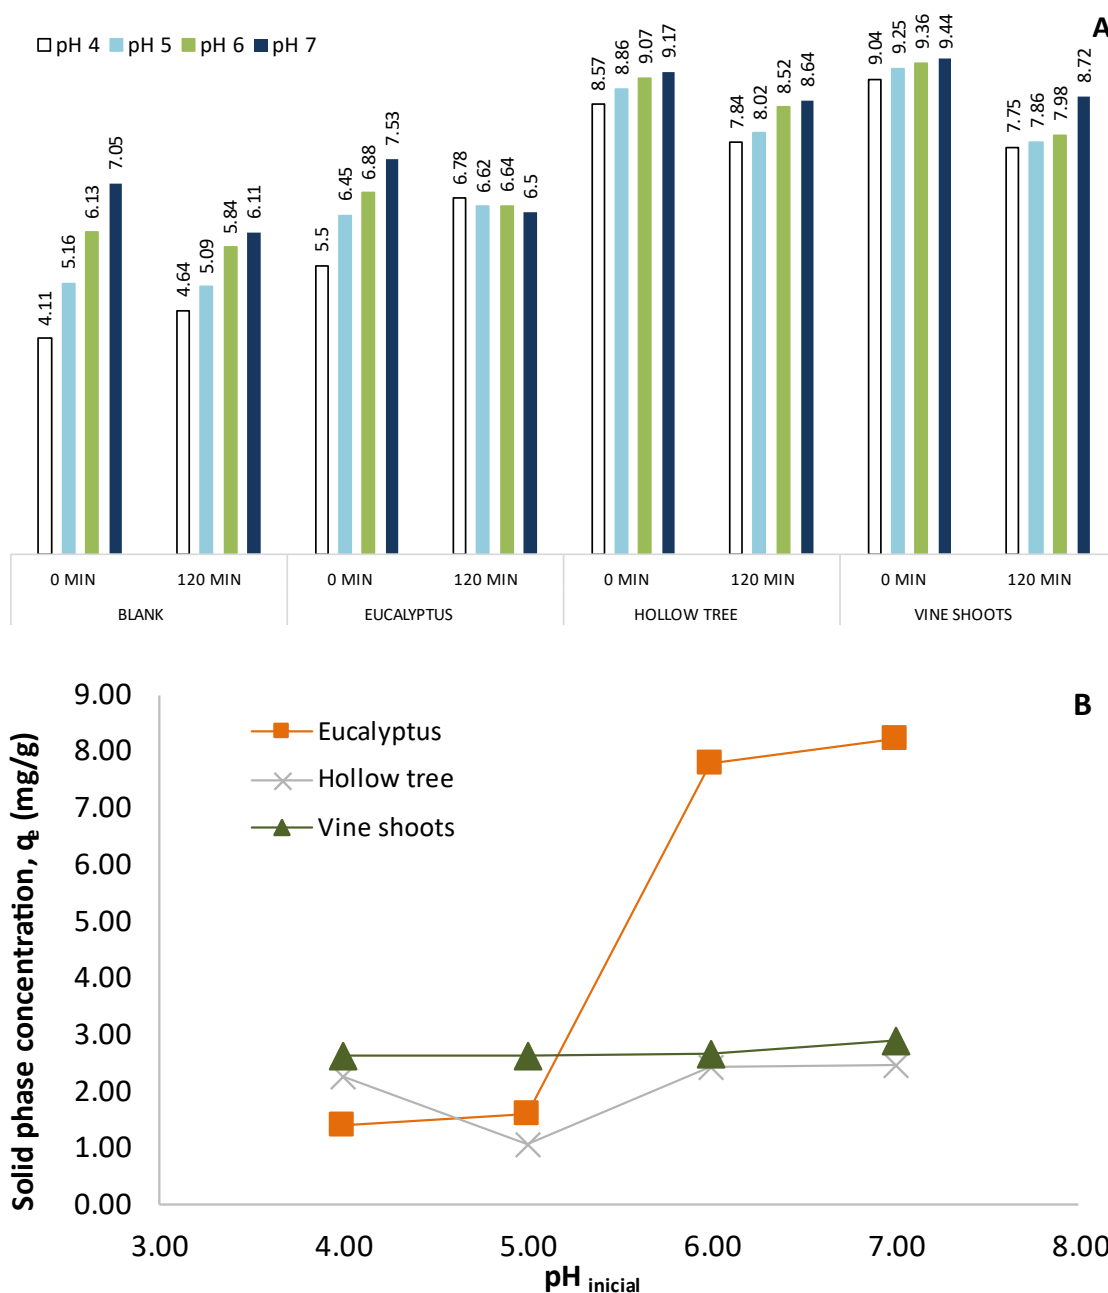 A
pH 4 pH 5 pH 6 pH 7
4.11 5.16 6.13 7.05 4.64 5.09 5.84 6.11 5.5 6.45 6.88 7.53 6.78 6.62 6.64 6.5 8.57 8.86 9.07 9.17 7.84 8.02 8.52 8.64 9.04 9.25 9.36 9.44 7.75 7.86 7.98 8.72
0 MIN 120 MIN 0 MIN 120 MIN 0 MIN 120 MIN 0 MIN 120 MIN
BLANK EUCALYPTUS HOLLOW TREE VINE SHOOTS
B
Solid phase concentration, qe (mg/g)
9.00
8.00
7.00
6.00
5.00
4.00
3.00
2.00
1.00
0.00
Eucalyptus
Hollow tree
Vine shoots
3.00 4.00 5.00 6.00 7.00 8.00
pH inicial